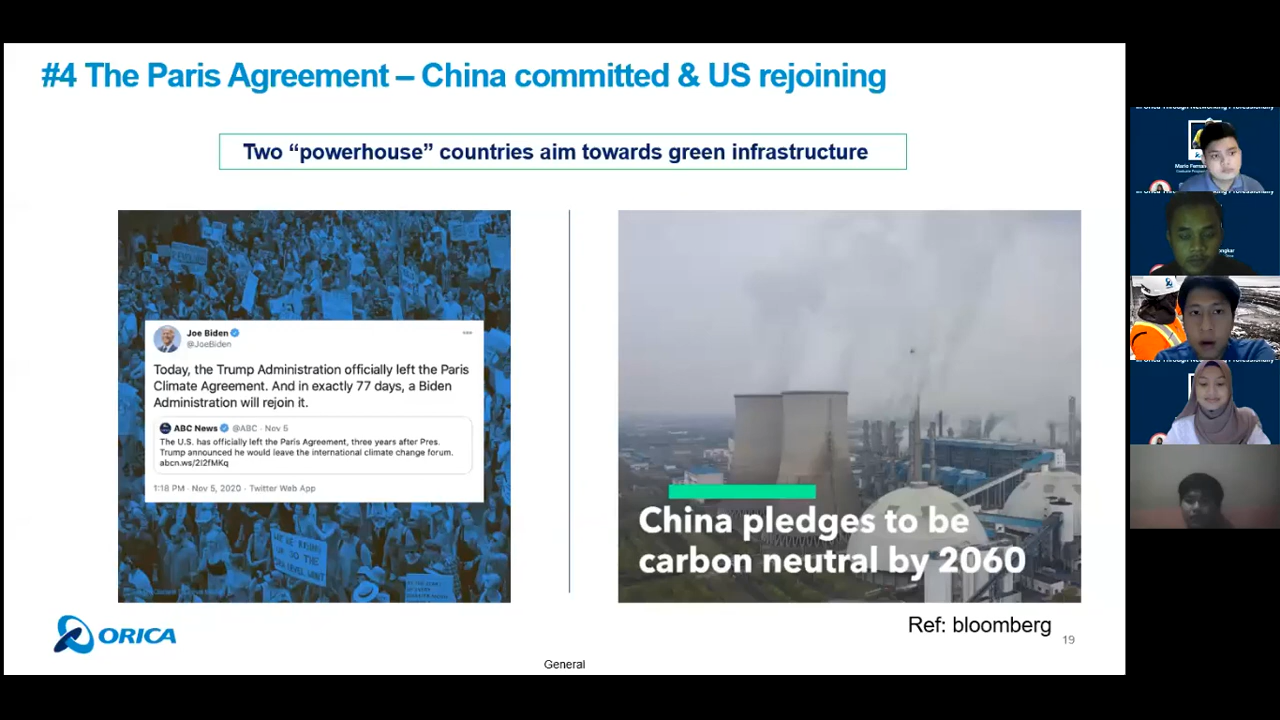 #4 The Paris Agreement – China committed & US rejoining
Two “powerhouse” countries aim towards green infrastructure
Joe Biden
@JoeBiden
Today, the Trump Administration officially left the Paris
Climate Agreement. And in exactly 77 days, a Biden
Administration will rejoin it.
ABC News @ABC · Nov 5
The U.S. has officially left the Paris Agreement, three years after Pres.
Trump announced he would leave the international climate change forum.
abcn.ws/2I2fMKq
1:18 PM · Nov 5, 2020 · Twitter Web App
China pledges to be
carbon neutral by 2060
Ref: bloomberg
ORICA
19
General